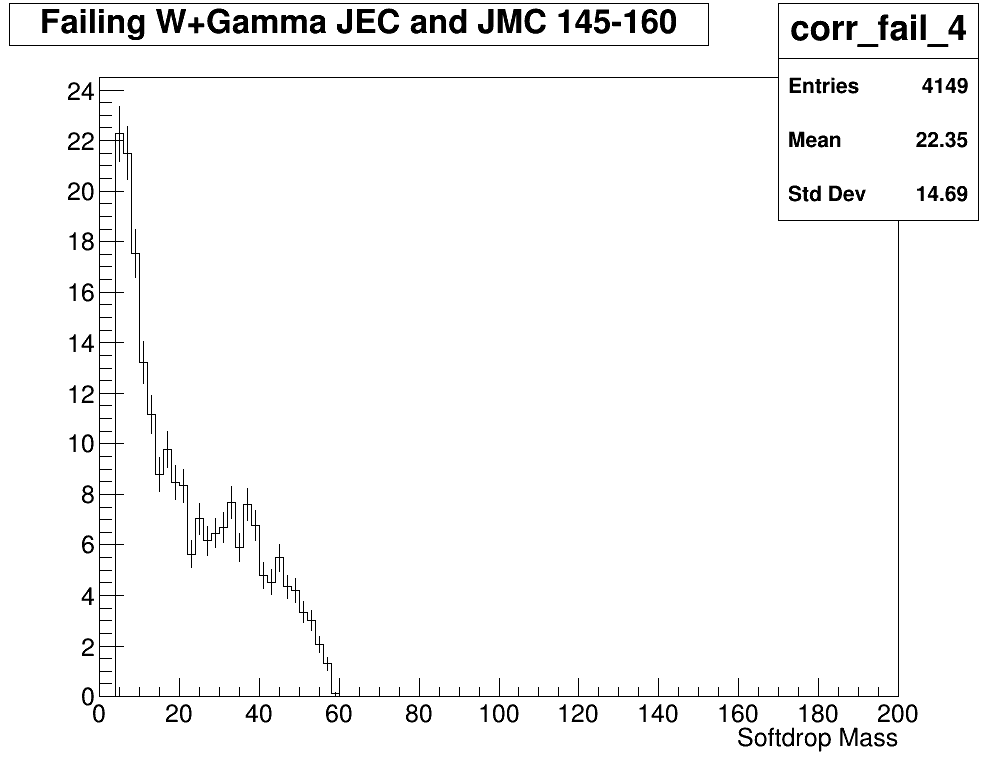 Failing W+Gamma JEC and JMC 145-160
corr_fail_4
Entries 4149
Mean 22.35
Std Dev 14.69
24
22
20
18
16
14
12
10
8
6
4
2
0
0 20 40 60 80 100 120 140 160 180 200
Softdrop Mass